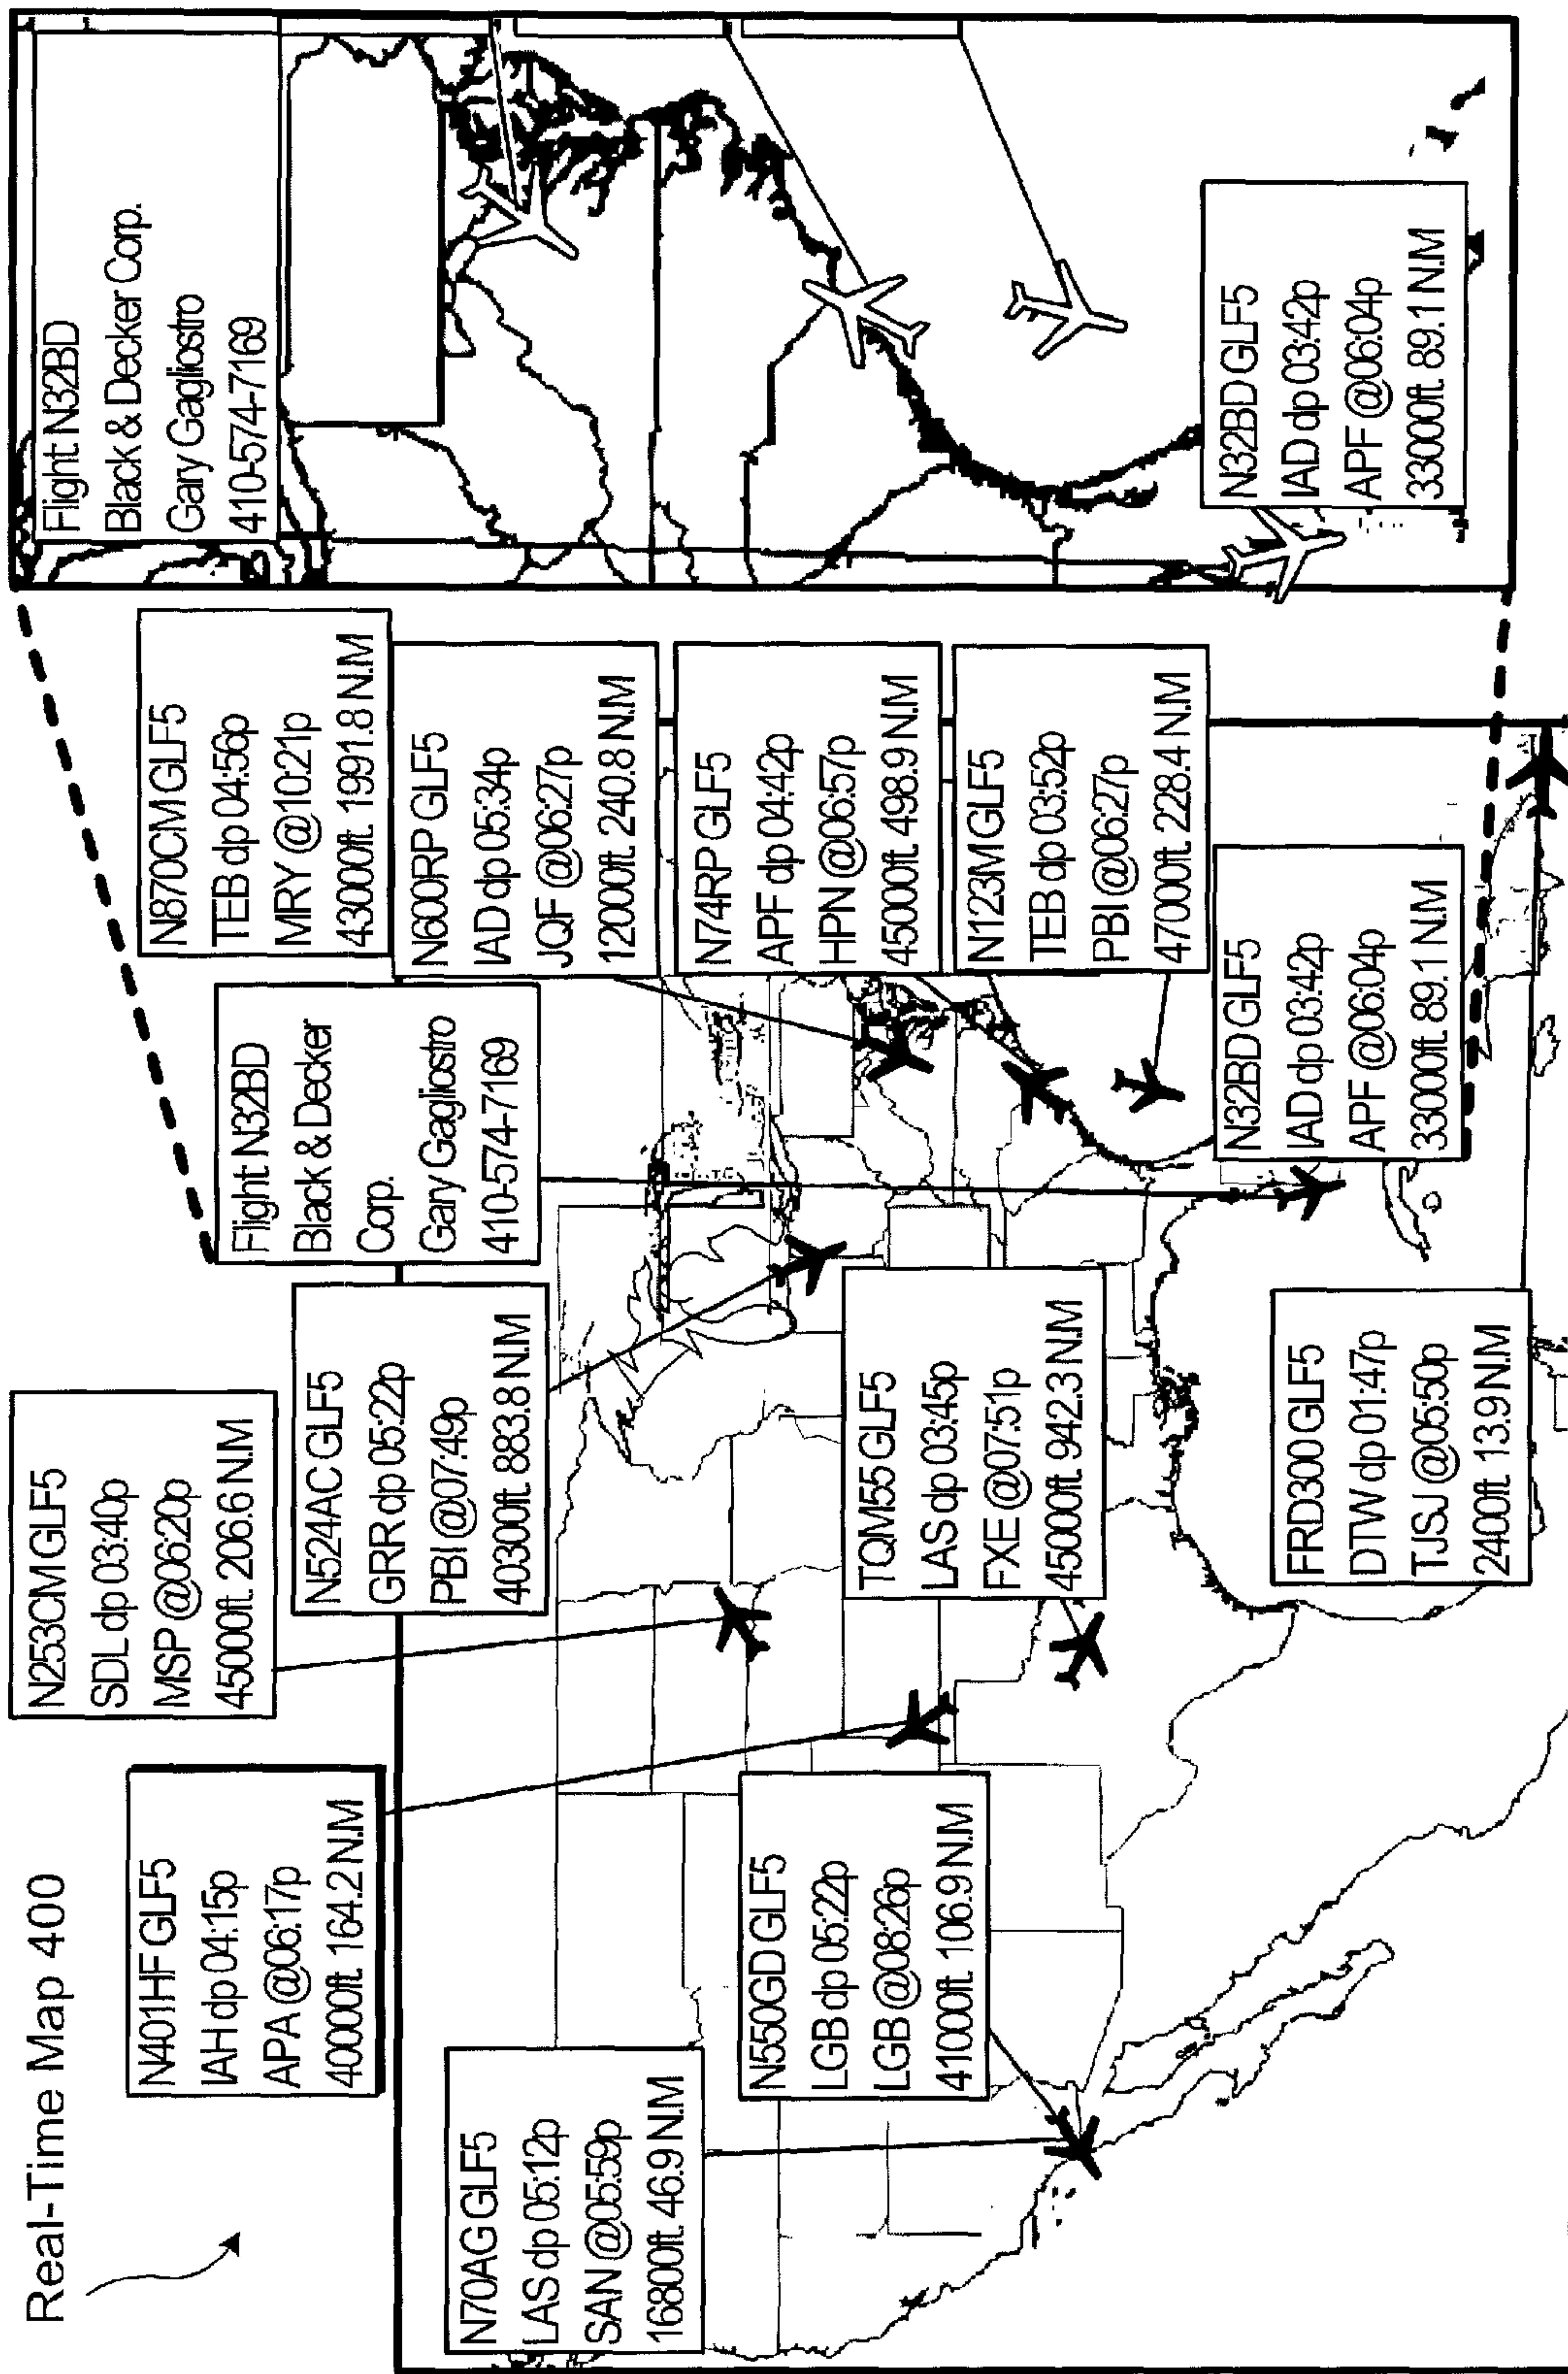 Real-Time Map 400
N401HF GLF5
IAH dp 04:15p
APA @06:17p
40000ft. 164.2 N.M
N253CM GLF5
SDL dp 03:40p
MSP @06:20p
45000ft. 206.6 N.M
N870CM GLF5
TEB dp 04:56p
MRY @10:21p
43000ft. 1991.8 N.M
Flight N32BD
Black & Decker Corp.
Gary Gagliostro
410-574-7169
Flight N32BD
Black & Decker
Corp.
Gary Gagliostro
410-574-7169
N524AC GLF5
GRR dp 05:22p
PBI @07:49p
40300ft. 883.8 N.M
N70AG GLF5
LAS dp 05:12p
SAN @05:59p
16800ft. 46.9 N.M
N600RP GLF5
IAD dp 05:34p
JQF @06:27p
12000ft. 240.8 N.M
N74RP GLF5
APF dp 04:42p
HPN @06:57p
45000ft. 498.9 N.M
N550GD GLF5
LGB dp 05:22p
LGB @08:26p
41000ft. 106.9 N.M
TQM55 GLF5
LAS dp 03:45p
FXE @07:51p
45000ft. 942.3 N.M
N123M GLF5
TEB dp 03:52p
PBI @06:27p
47000ft. 228.4 N.M
N32BD GLF5
IAD dp 03:42p
APF @06:04p
33000ft. 89.1 N.M
N32BD GLF5
IAD dp 03:42p
APF @06:04p
33000ft. 89.1 N.M
FRD300 GLF5
DTW dp 01:47p
TJSJ @05:50p
2400ft. 13.9 N.M